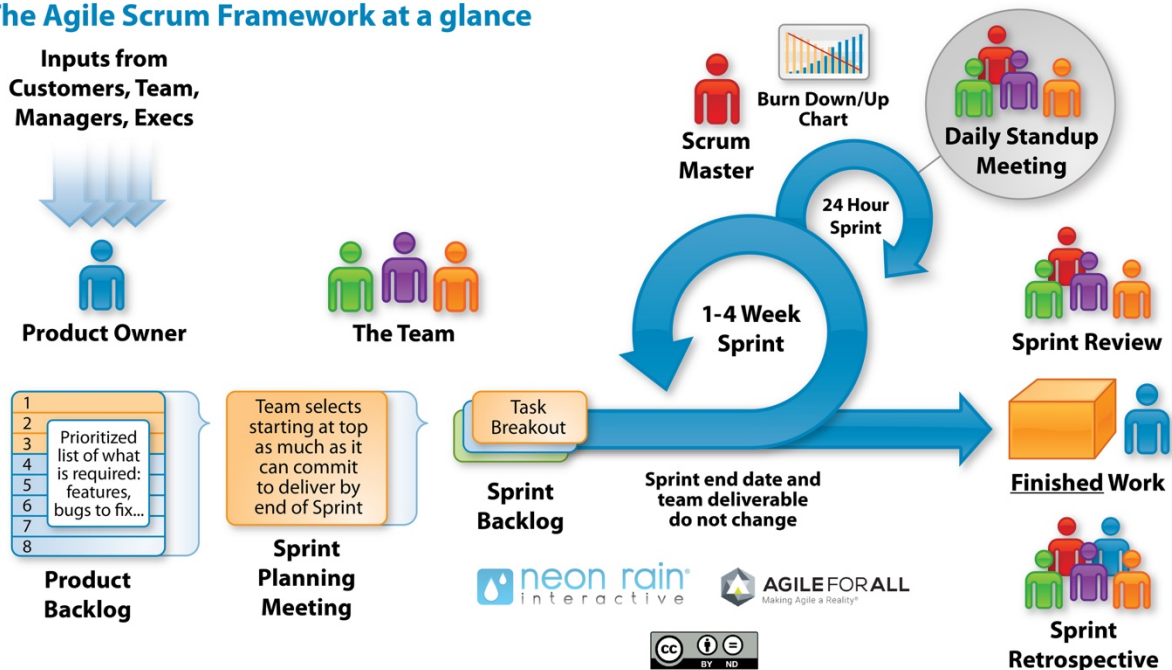 The Agile Scrum Framework at a glance
Inputs from
Customers, Team,
Managers, Execs
Product Owner
The Team
Scrum
Master
Burn Down/Up
Chart
Daily Standup
Meeting
24 Hour
Sprint
1-4 Week
Sprint
Sprint Review
1
2
3
4
5
6
7
8
Prioritized
list of what
is required:
features,
bugs to fix...
Product
Backlog
Team selects
starting at top
as much as it
can commit
to deliver by
end of Sprint
Sprint
Planning
Meeting
Task
Breakout
Sprint
Backlog
Sprint end date and
team deliverable
do not change
Finished Work
Sprint
Retrospective
neon rain®
interactive
AGILEFORALL
Making Agile a Reality®
cc
BY ND